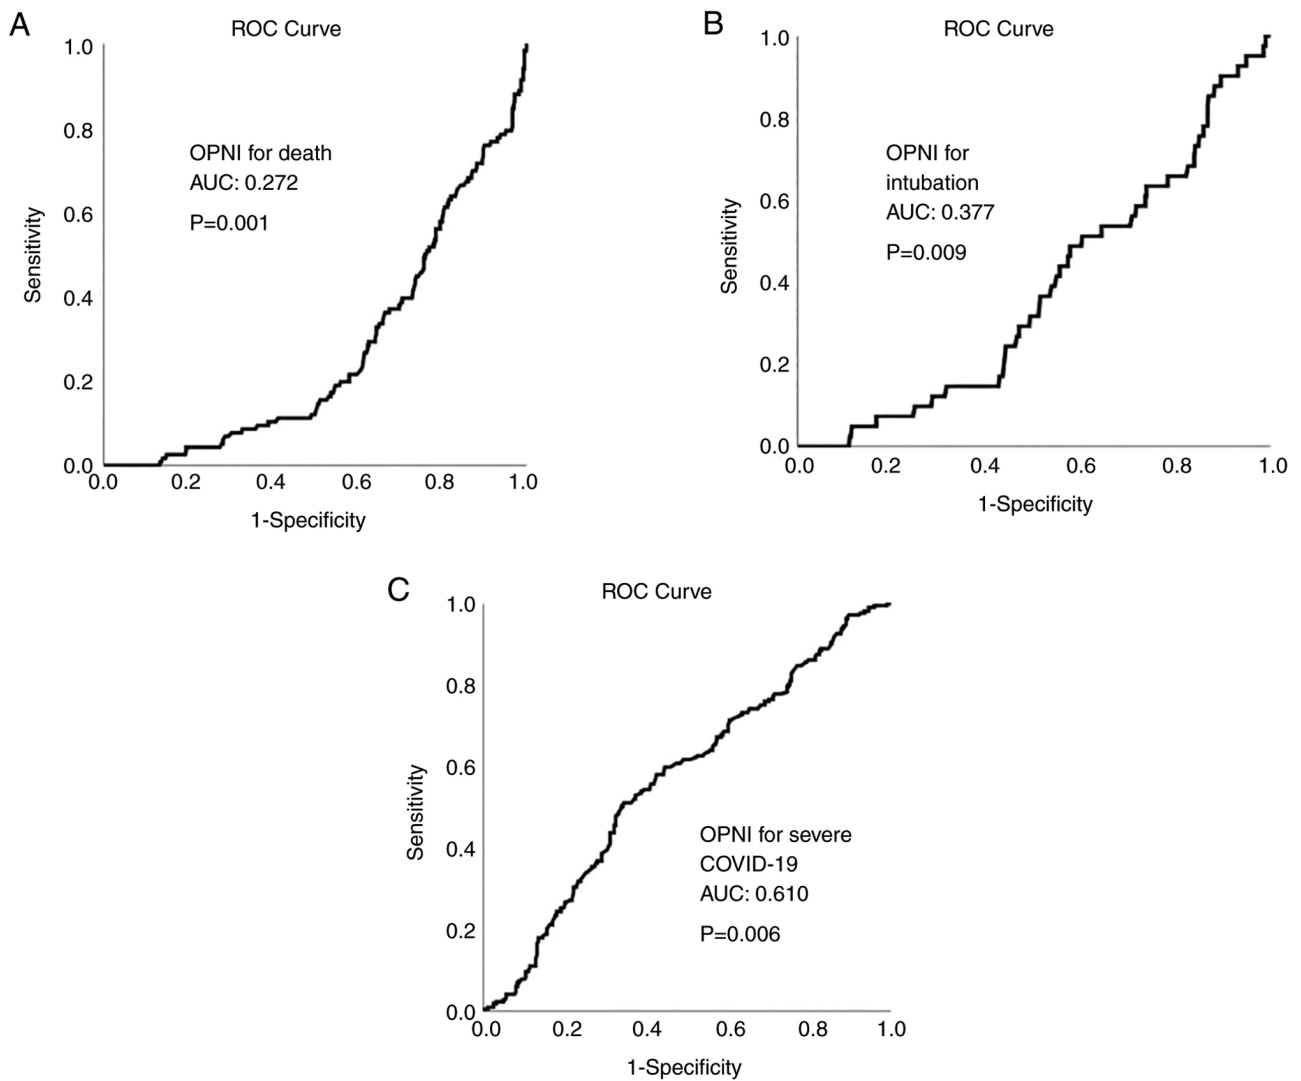 A
ROC Curve
1.0
0.8
0.6
0.4
0.2
0.0
Sensitivity
OPNI for death
AUC: 0.272
P=0.001
0.0 0.2 0.4 0.6 0.8 1.0
1-Specificity
B
ROC Curve
1.0
0.8
0.6
0.4
0.2
0.0
Sensitivity
OPNI for
intubation
AUC: 0.377
P=0.009
0.0 0.2 0.4 0.6 0.8 1.0
1-Specificity
C
ROC Curve
1.0
0.8
0.6
0.4
0.2
0.0
Sensitivity
OPNI for severe
COVID-19
AUC: 0.610
P=0.006
0.0 0.2 0.4 0.6 0.8 1.0
1-Specificity